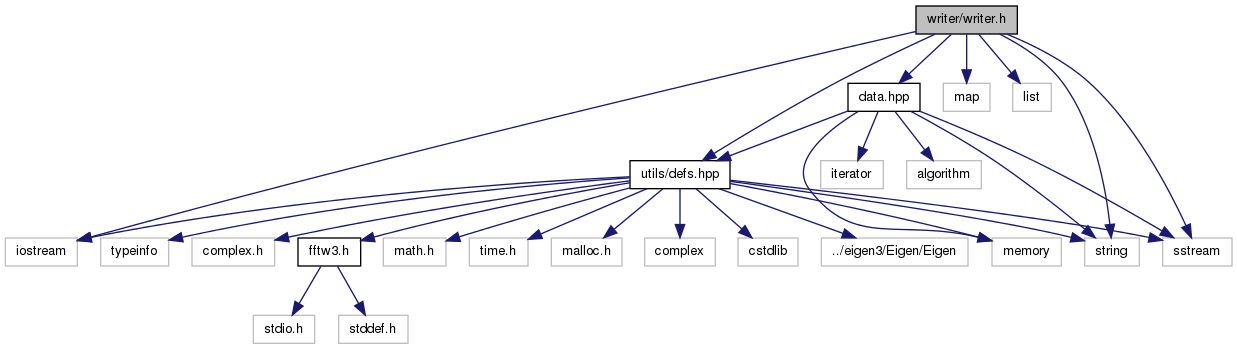 writer/writer.h
data.hpp
map
list
utils/defs.hpp
iterator
algorithm
iostream
typeinfo
complex.h
fftw3.h
math.h
time.h
malloc.h
complex
cstdlib
../eigen3/Eigen/Eigen
memory
string
sstream
stdio.h
stddef.h